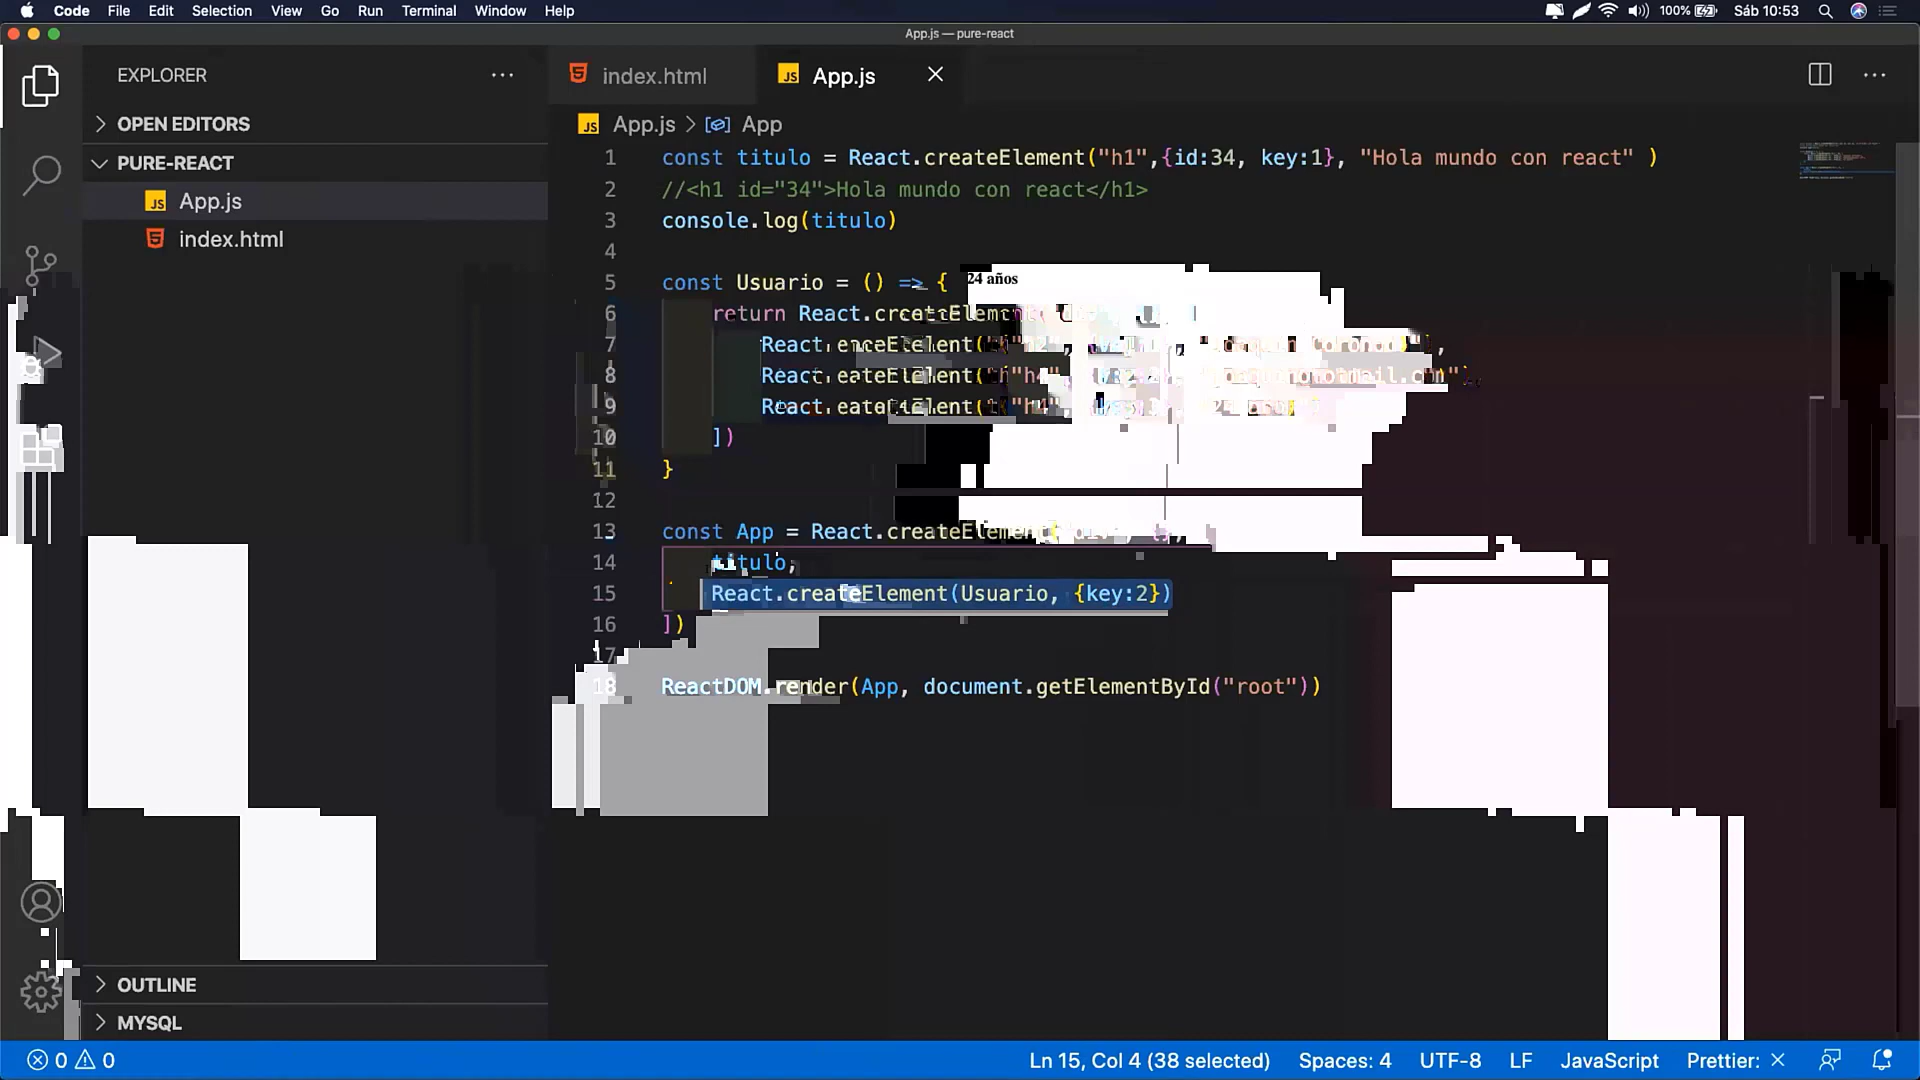 Code File Edit Selection View Go Run Terminal Window Help 100% Sáb 10:53
App.js — pure-react
EXPLORER
index.html
App.js
OPEN EDITORS
App.js > App
PURE-REACT
App.js
index.html
1 const titulo = React.createElement("h1",{id:34, key:1}, "Hola mundo con react" )
2 //<h1 id="34">Hola mundo con react</h1>
3 console.log(titulo)
4
5 const Usuario = () => {
24 años
6 return React.createElement
7 React
8 React "h4"
9 React "h4"
10 ])
11 }
12
13 const App = React.createElement(
14 titulo,
15 React.createElement(Usuario, {key:2})
16 ])
17
18 ReactDOM.render(App, document.getElementById("root"))
OUTLINE
MYSQL
0 0 Ln 15, Col 4 (38 selected) Spaces: 4 UTF-8 LF JavaScript Prettier: ×